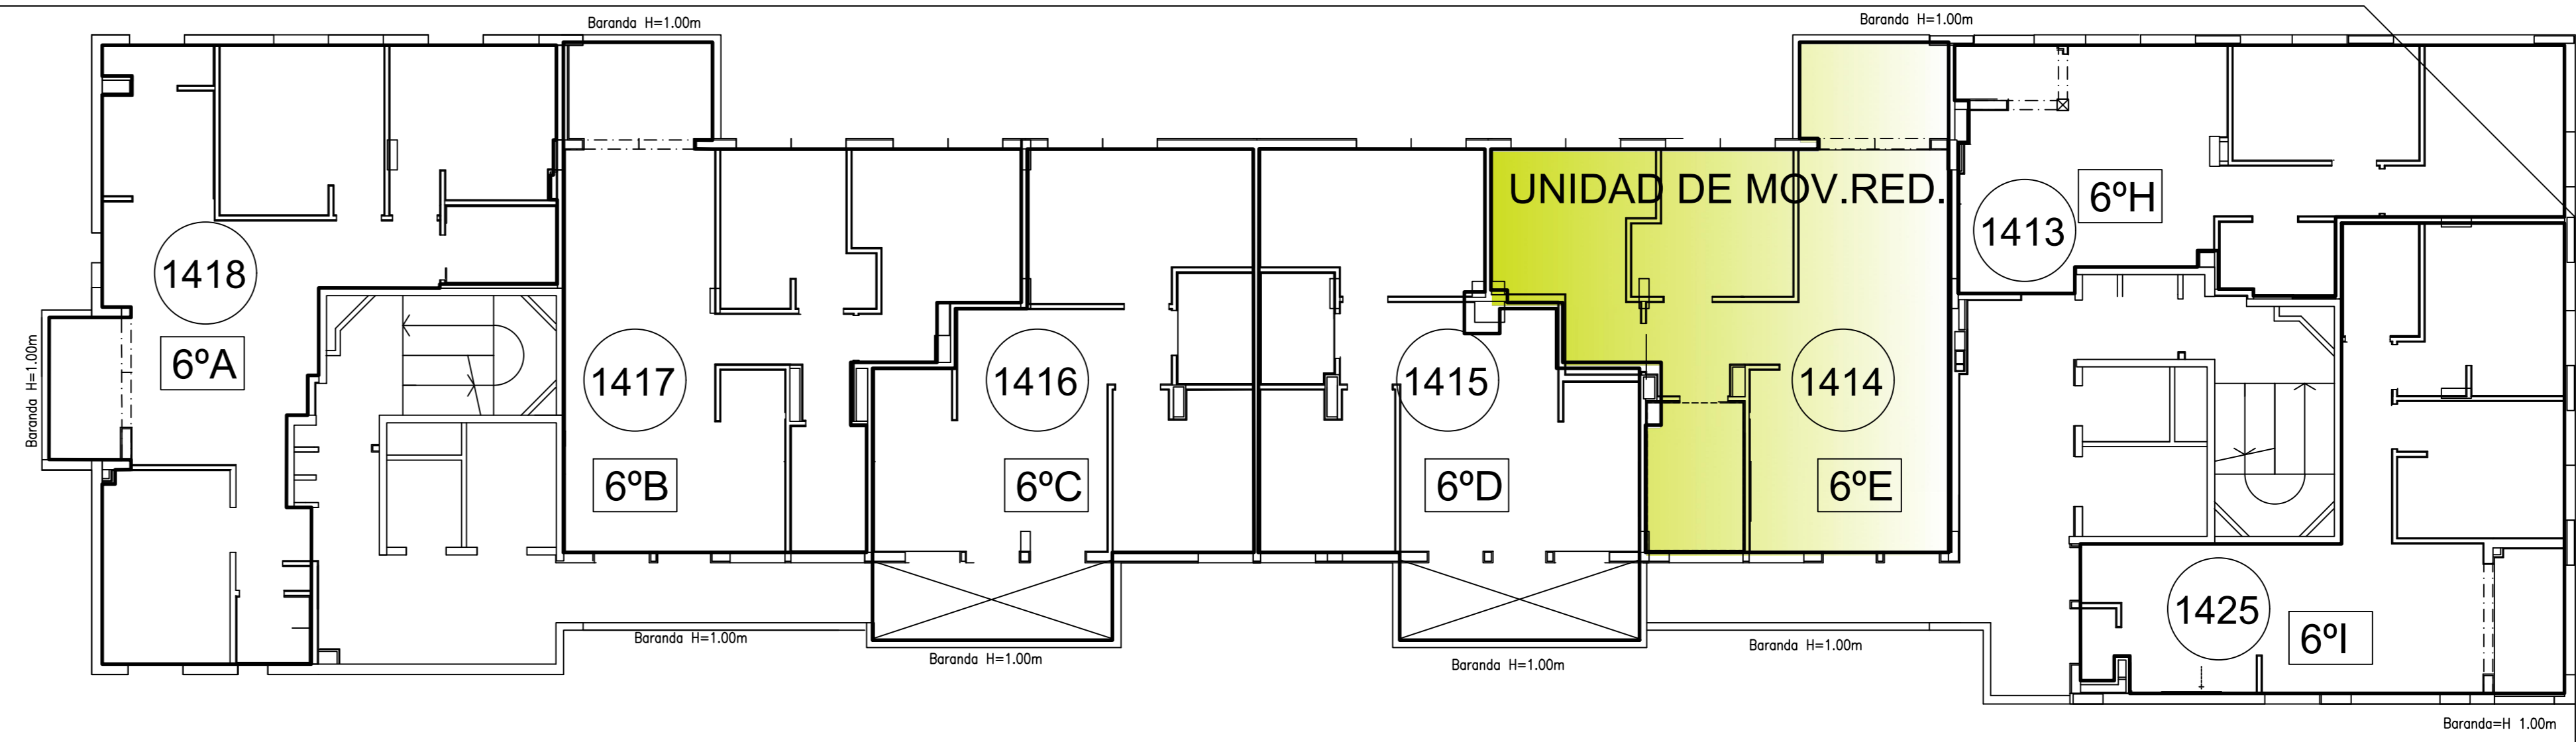 Baranda H=1.00m
Baranda H=1.00m
UNIDAD DE MOV.RED.
6ºH
1413
1418
6ºA
Baranda H=1.00m
1417
1416
1415
1414
6ºB
6ºC
6ºD
6ºE
1425
6ºI
Baranda H=1.00m
Baranda H=1.00m
Baranda H=1.00m
Baranda H=1.00m
Baranda=H 1.00m